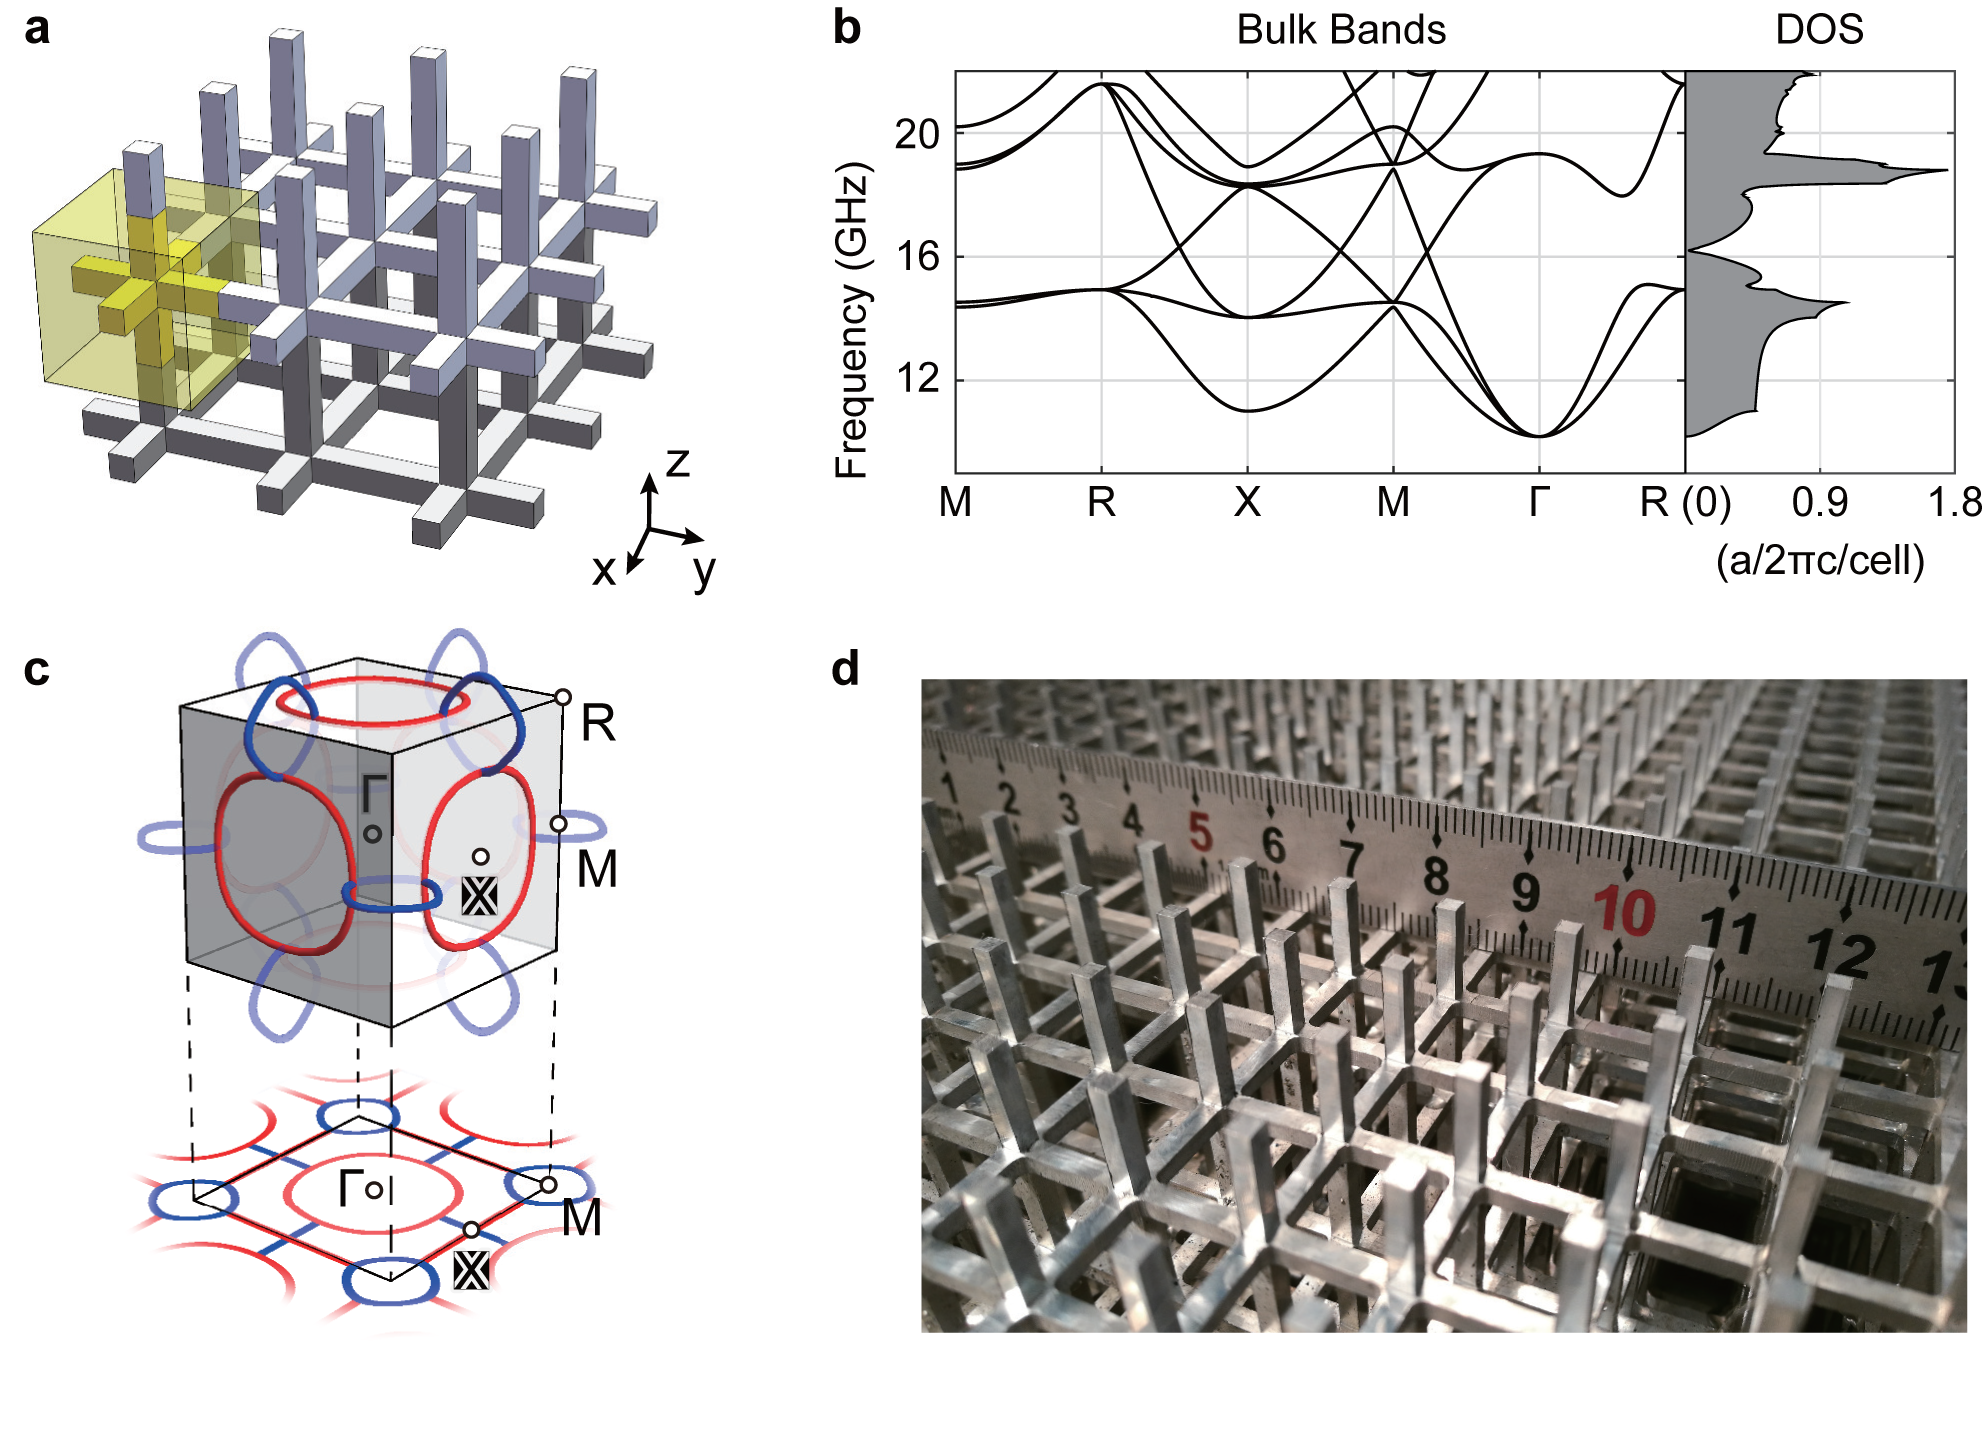 a
z
x
y
b
Bulk Bands
DOS
Frequency (GHz)
20
16
12
M R X M Γ R (0) 0.9 1.8
(a/2πc/cell)
c
R
Γ
M
X
Γ
M
X
d
1 2 3 4 5 6 7 8 9 10 11 12